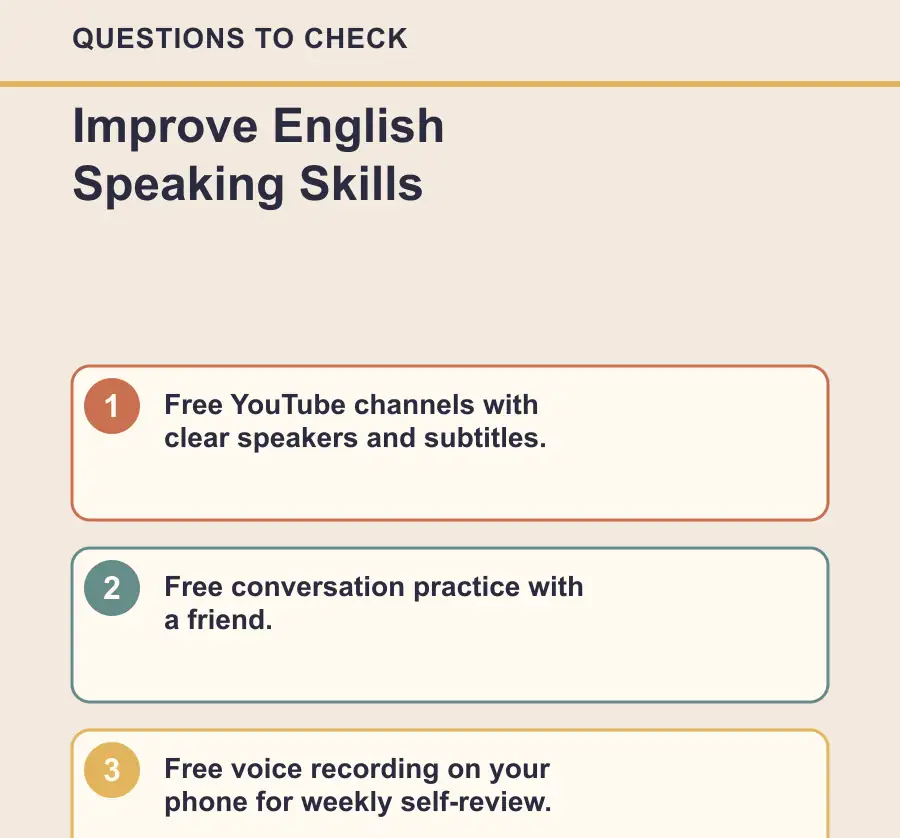 QUESTIONS TO CHECK
Improve English
Speaking Skills
1
Free YouTube channels with
clear speakers and subtitles.
2
Free conversation practice with
a friend.
3
Free voice recording on your
phone for weekly self-review.